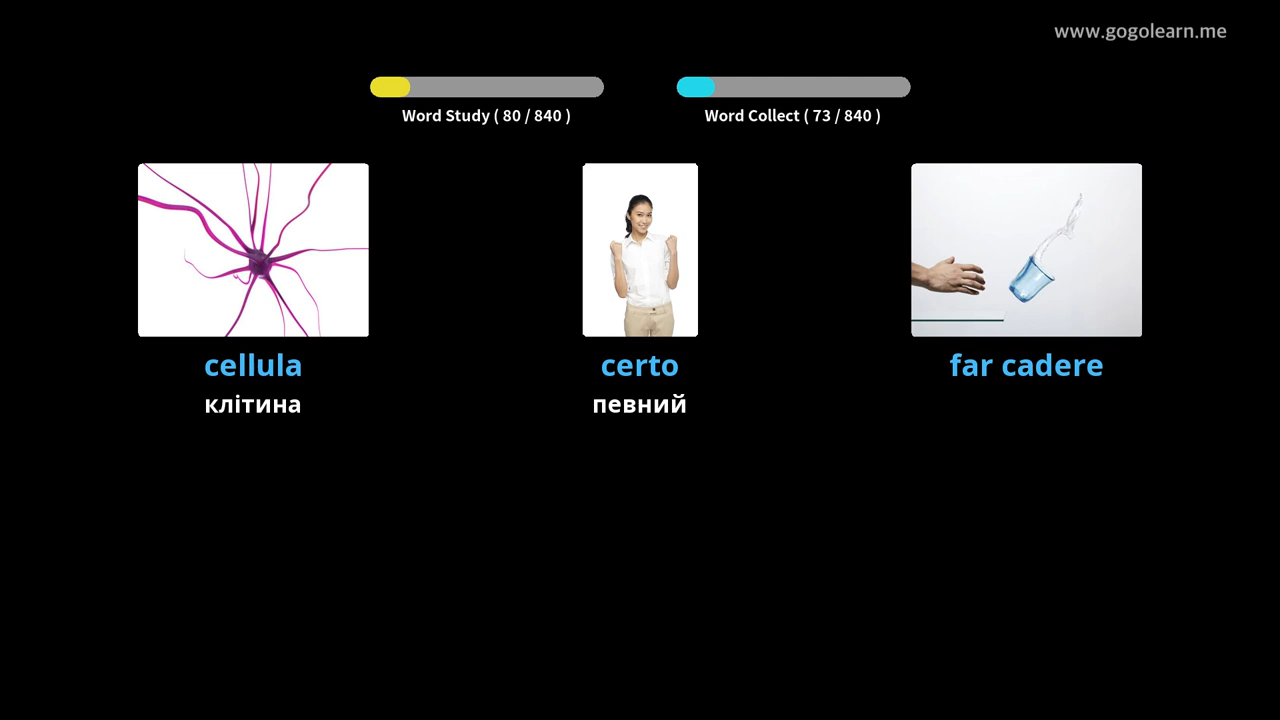 www.gogolearn.me
Word Study ( 80 / 840 )
Word Collect ( 73 / 840 )
cellula
certo
far cadere
клітина
певний